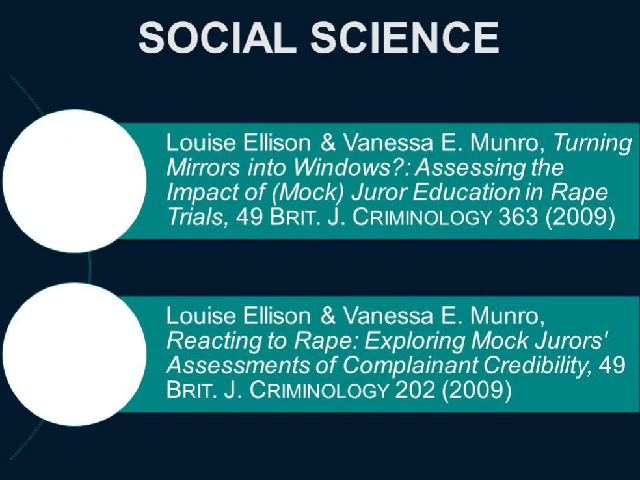 SOCIAL SCIENCE
Louise Ellison & Vanessa E. Munro, Turning
Mirrors into Windows?: Assessing the
Impact of (Mock) Juror Education in Rape
Trials, 49 BRIT. J. CRIMINOLOGY 363 (2009)
Louise Ellison & Vanessa E. Munro,
Reacting to Rape: Exploring Mock Jurors'
Assessments of Complainant Credibility, 49
BRIT. J. CRIMINOLOGY 202 (2009)